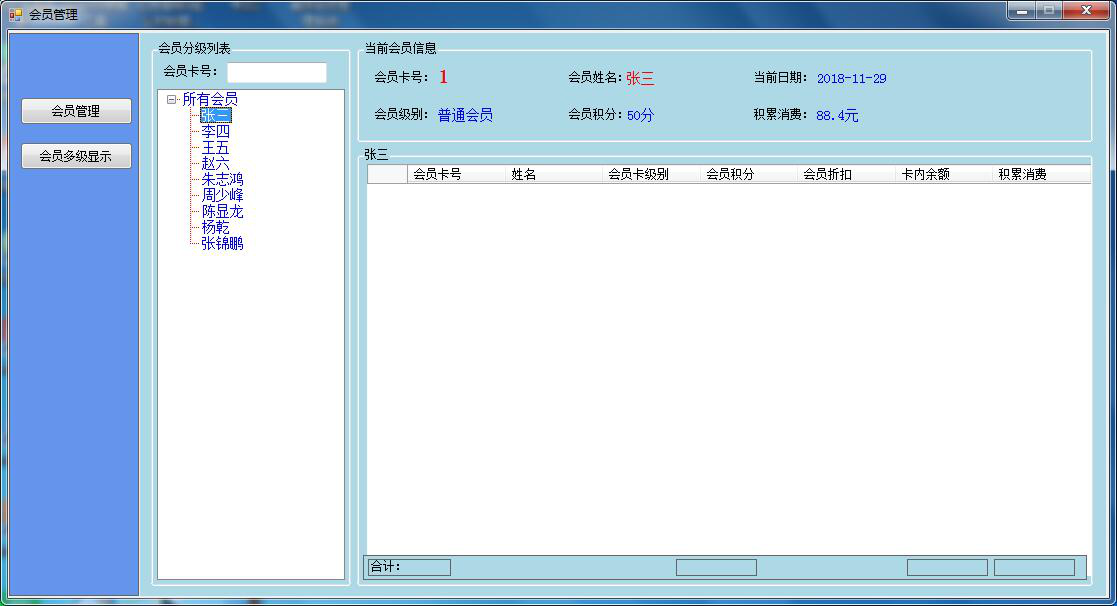 会员管理
会员管理
会员多级显示
会员分级列表
会员卡号：
所有会员
张三
李四
王五
赵六
朱志鸿
周少峰
陈显龙
杨乾
张锦鹏
当前会员信息
会员卡号： 1 会员姓名：张三 当前日期： 2018-11-29
会员级别： 普通会员 会员积分：50分 积累消费： 88.4元
张三
会员卡号 姓名 会员卡级别 会员积分 会员折扣 卡内余额 积累消费
合计：